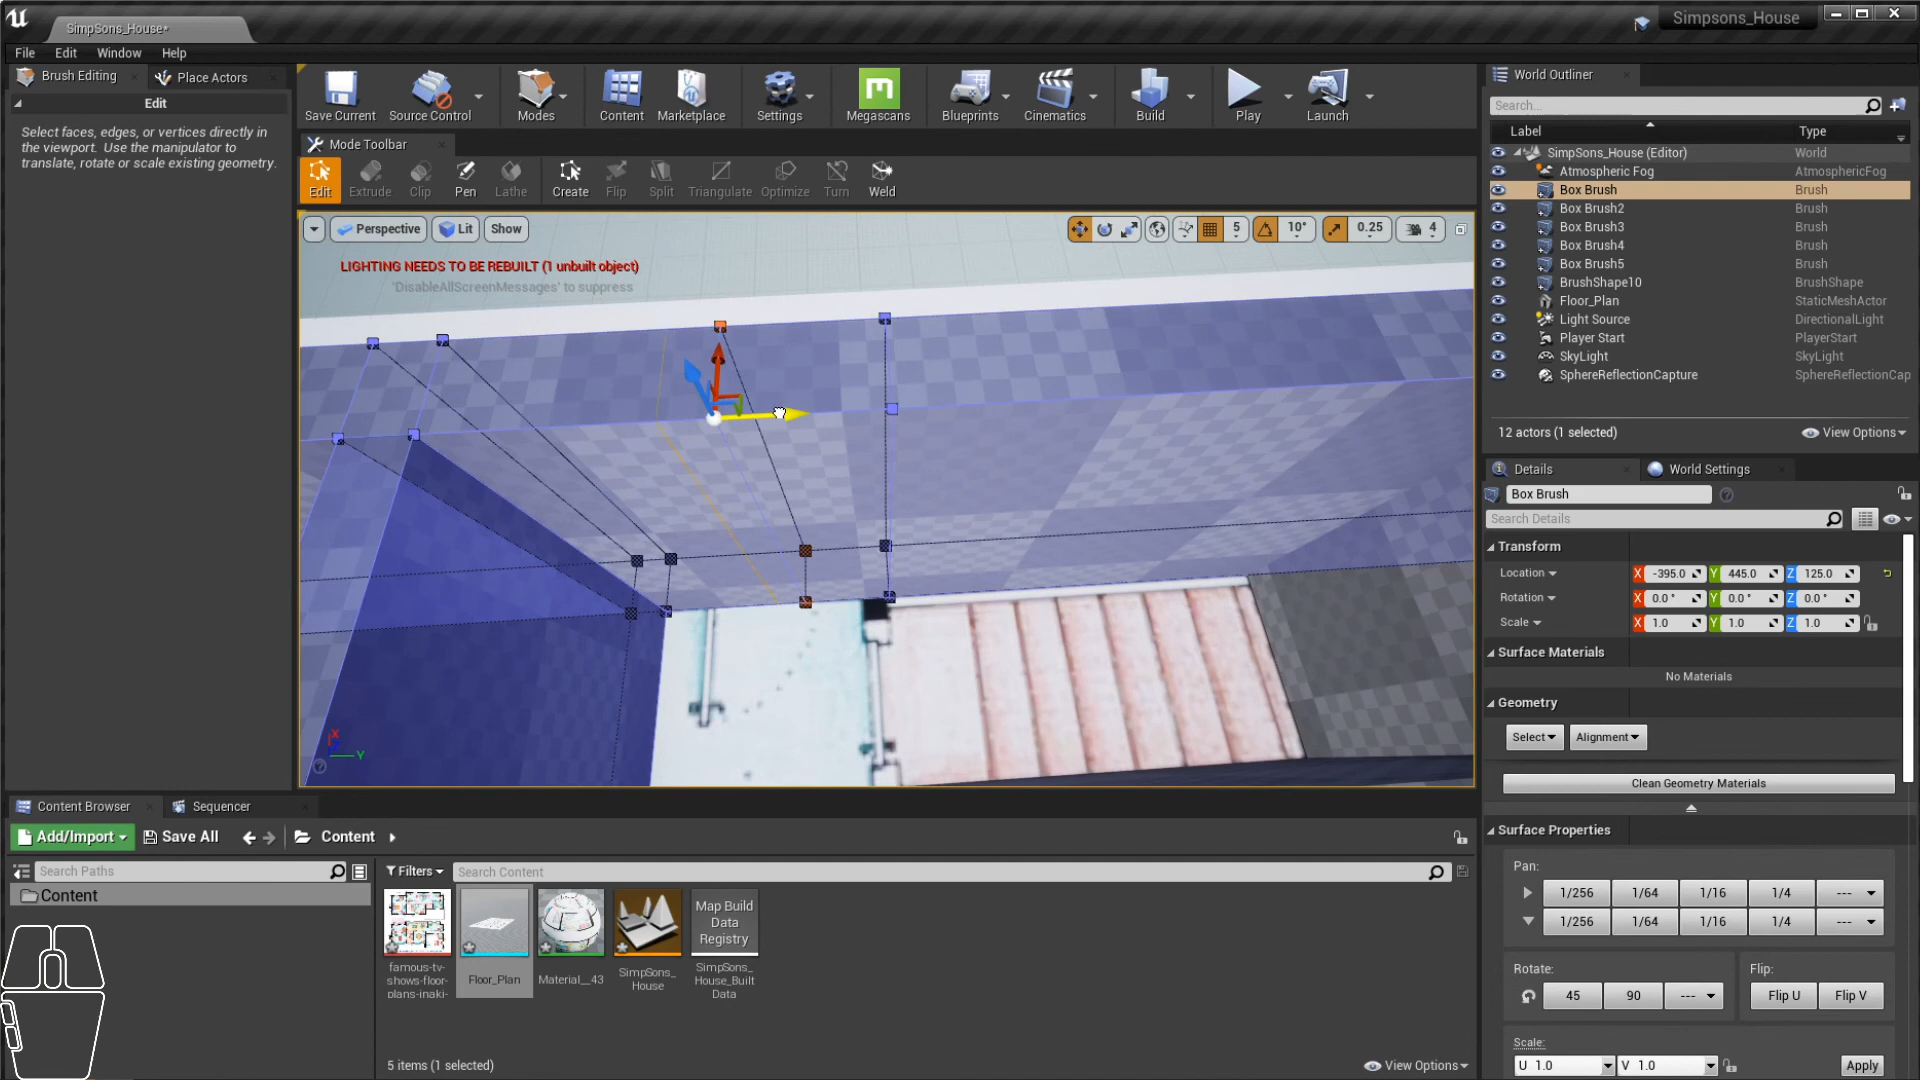 SimpSons_House*
Simpsons_House
File Edit Window Help
Brush Editing
Place Actors
Edit
Select faces, edges, or vertices directly in
the viewport. Use the manipulator to
translate, rotate or scale existing geometry.
Save Current
Source Control
Modes
Content
Marketplace
Settings
Megascans
Blueprints
Cinematics
Build
Play
Launch
Mode Toolbar
Edit
Extrude
Clip
Pen
Lathe
Create
Flip
Split
Triangulate
Optimize
Turn
Weld
Perspective
Lit
Show
5
10°
0.25
4
LIGHTING NEEDS TO BE REBUILT (1 unbuilt object)
'DisableAllScreenMessages' to suppress
X
Y
World Outliner
Search...
Label Type
SimpSons_House (Editor) World
Atmospheric Fog AtmosphericFog
Box Brush Brush
Box Brush2 Brush
Box Brush3 Brush
Box Brush4 Brush
Box Brush5 Brush
BrushShape10 BrushShape
Floor_Plan StaticMeshActor
Light Source DirectionalLight
Player Start PlayerStart
SkyLight SkyLight
SphereReflectionCapture SphereReflectionCap
12 actors (1 selected)
View Options
Details
World Settings
Box Brush
Search Details
Transform
Location X -395.0 Y 445.0 Z 125.0
Rotation X 0.0° Y 0.0° Z 0.0°
Scale X 1.0 Y 1.0 Z 1.0
Surface Materials
No Materials
Geometry
Select
Alignment
Clean Geometry Materials
Surface Properties
Pan:
1/256 1/64 1/16 1/4 ---
1/256 1/64 1/16 1/4 ---
Rotate:
Flip:
45 90 ---
Flip U Flip V
Scale:
U 1.0 V 1.0 Apply
Content Browser
Sequencer
Add/Import
Save All
Content
Search Paths
Content
Filters
Search Content
famous-tv-
shows-floor-
plans-inaki-
Floor_Plan
Material__43
SimpSons_
House
Map Build
Data
Registry
SimpSons_
House_Built
Data
5 items (1 selected)
View Options